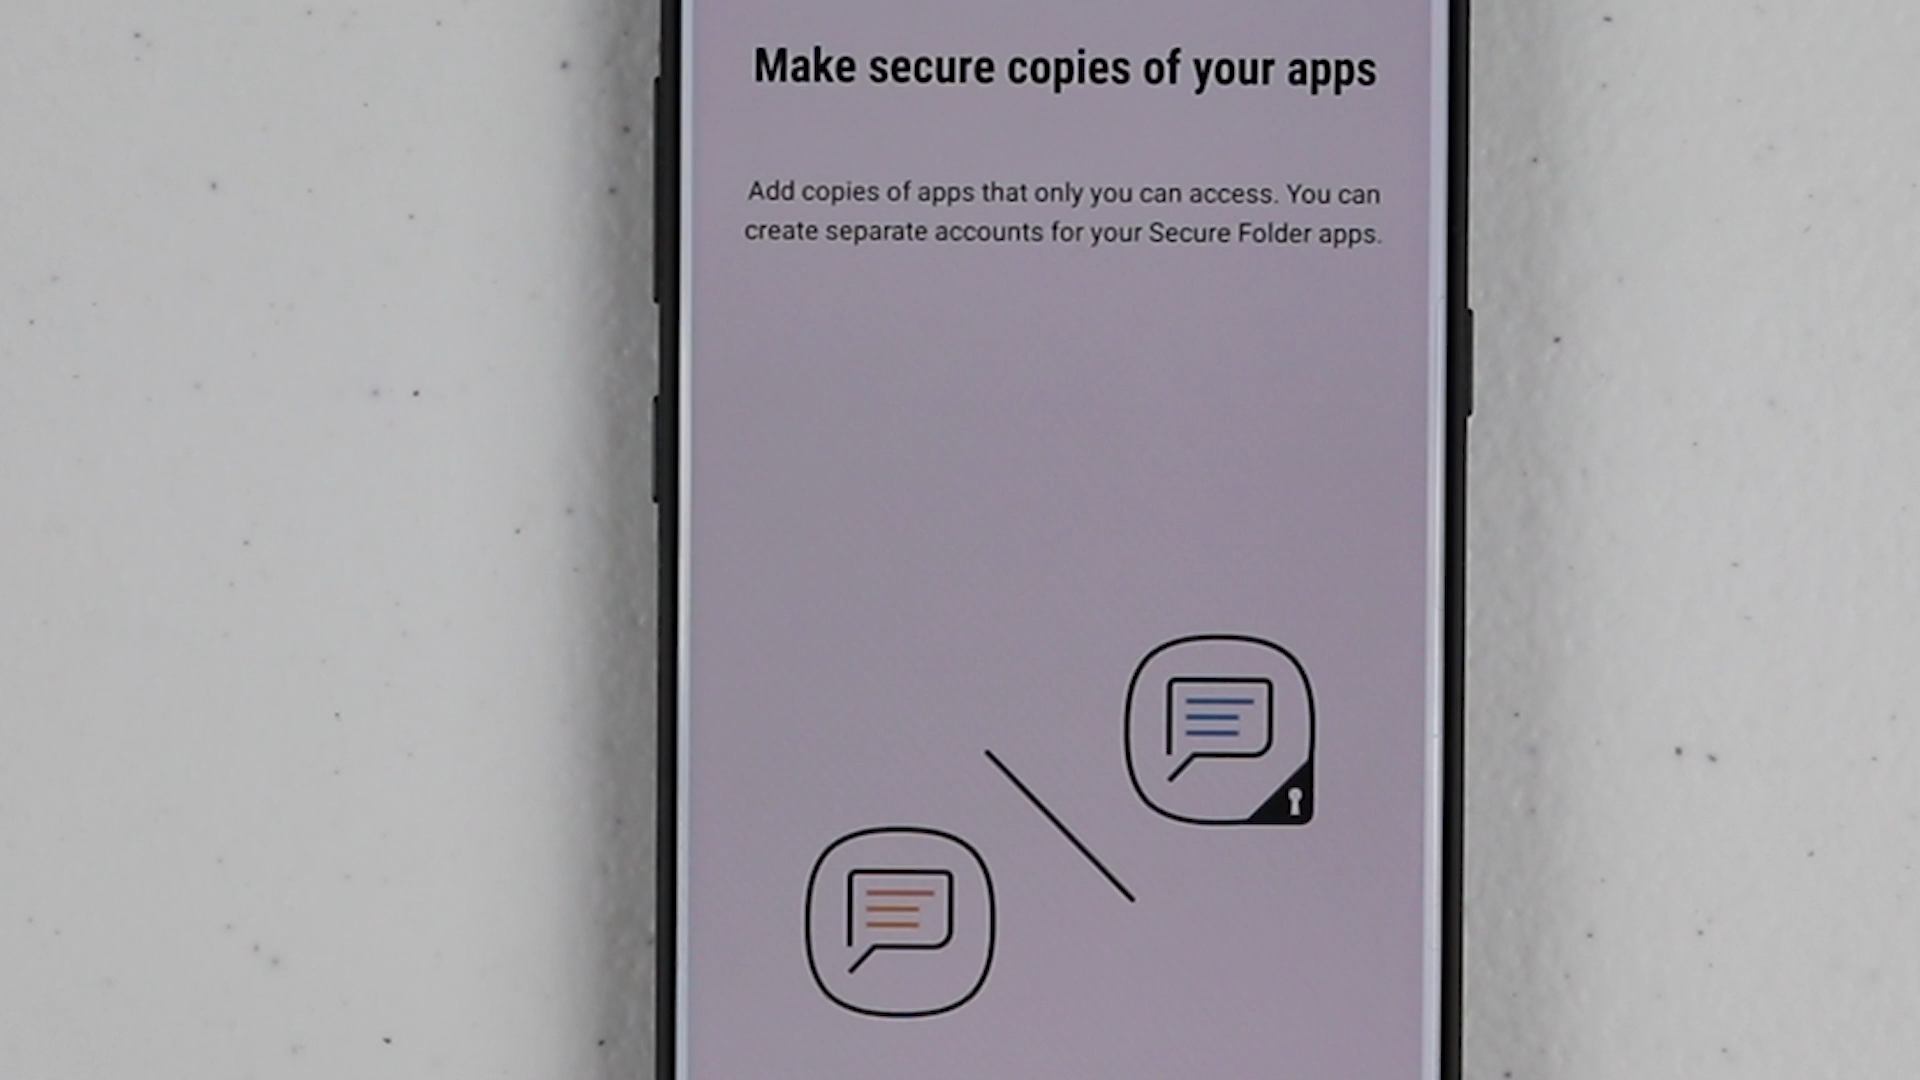 Make secure copies of your apps
Add copies of apps that only you can access. You can
create separate accounts for your Secure Folder apps.